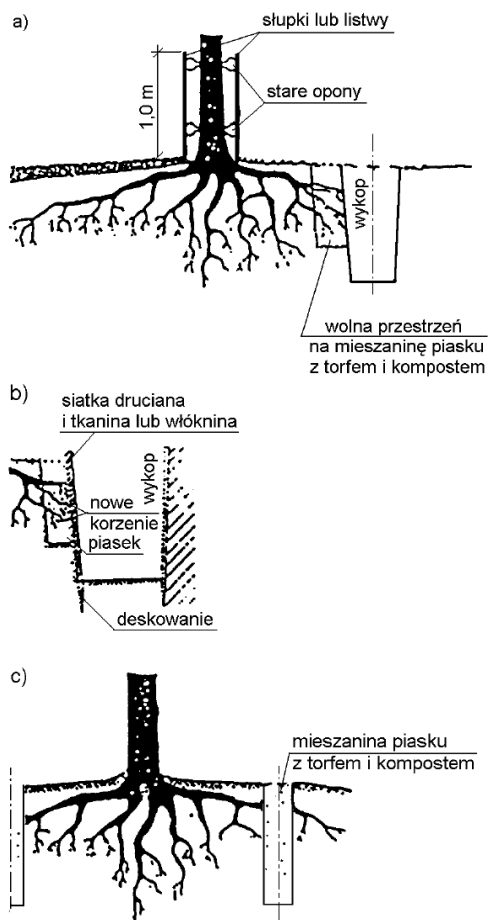 a)
słupki lub listwy
stare opony
1,0 m
wykop
wolna przestrzeń
na mieszaninę piasku
z torfem i kompostem
b)
siatka druciana
i tkanina lub włóknina
wykop
nowe
korzenie
piasek
deskowanie
c)
mieszanina piasku
z torfem i kompostem